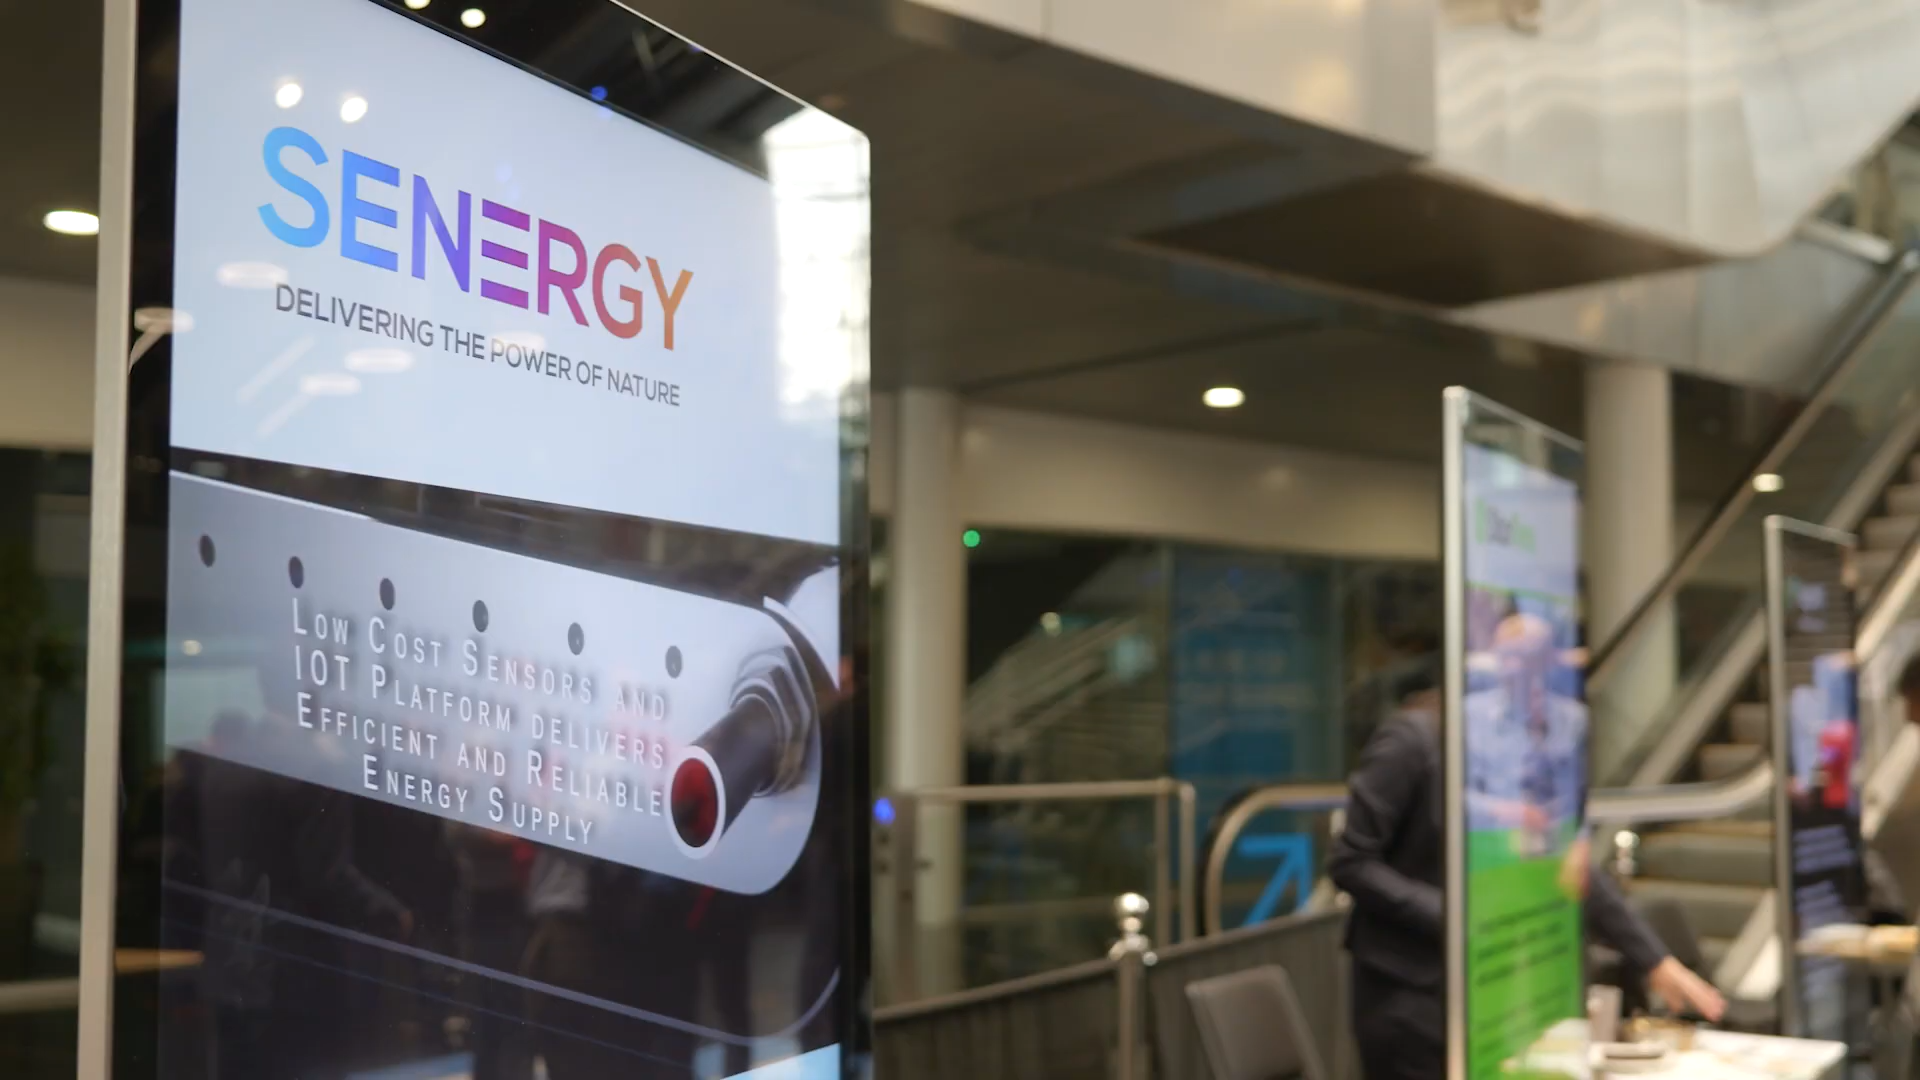 SENERGY
DELIVERING THE POWER OF NATURE
LOW COST SENSORS AND
IOT PLATFORM DELIVERS
EFFICIENT AND RELIABLE
ENERGY SUPPLY